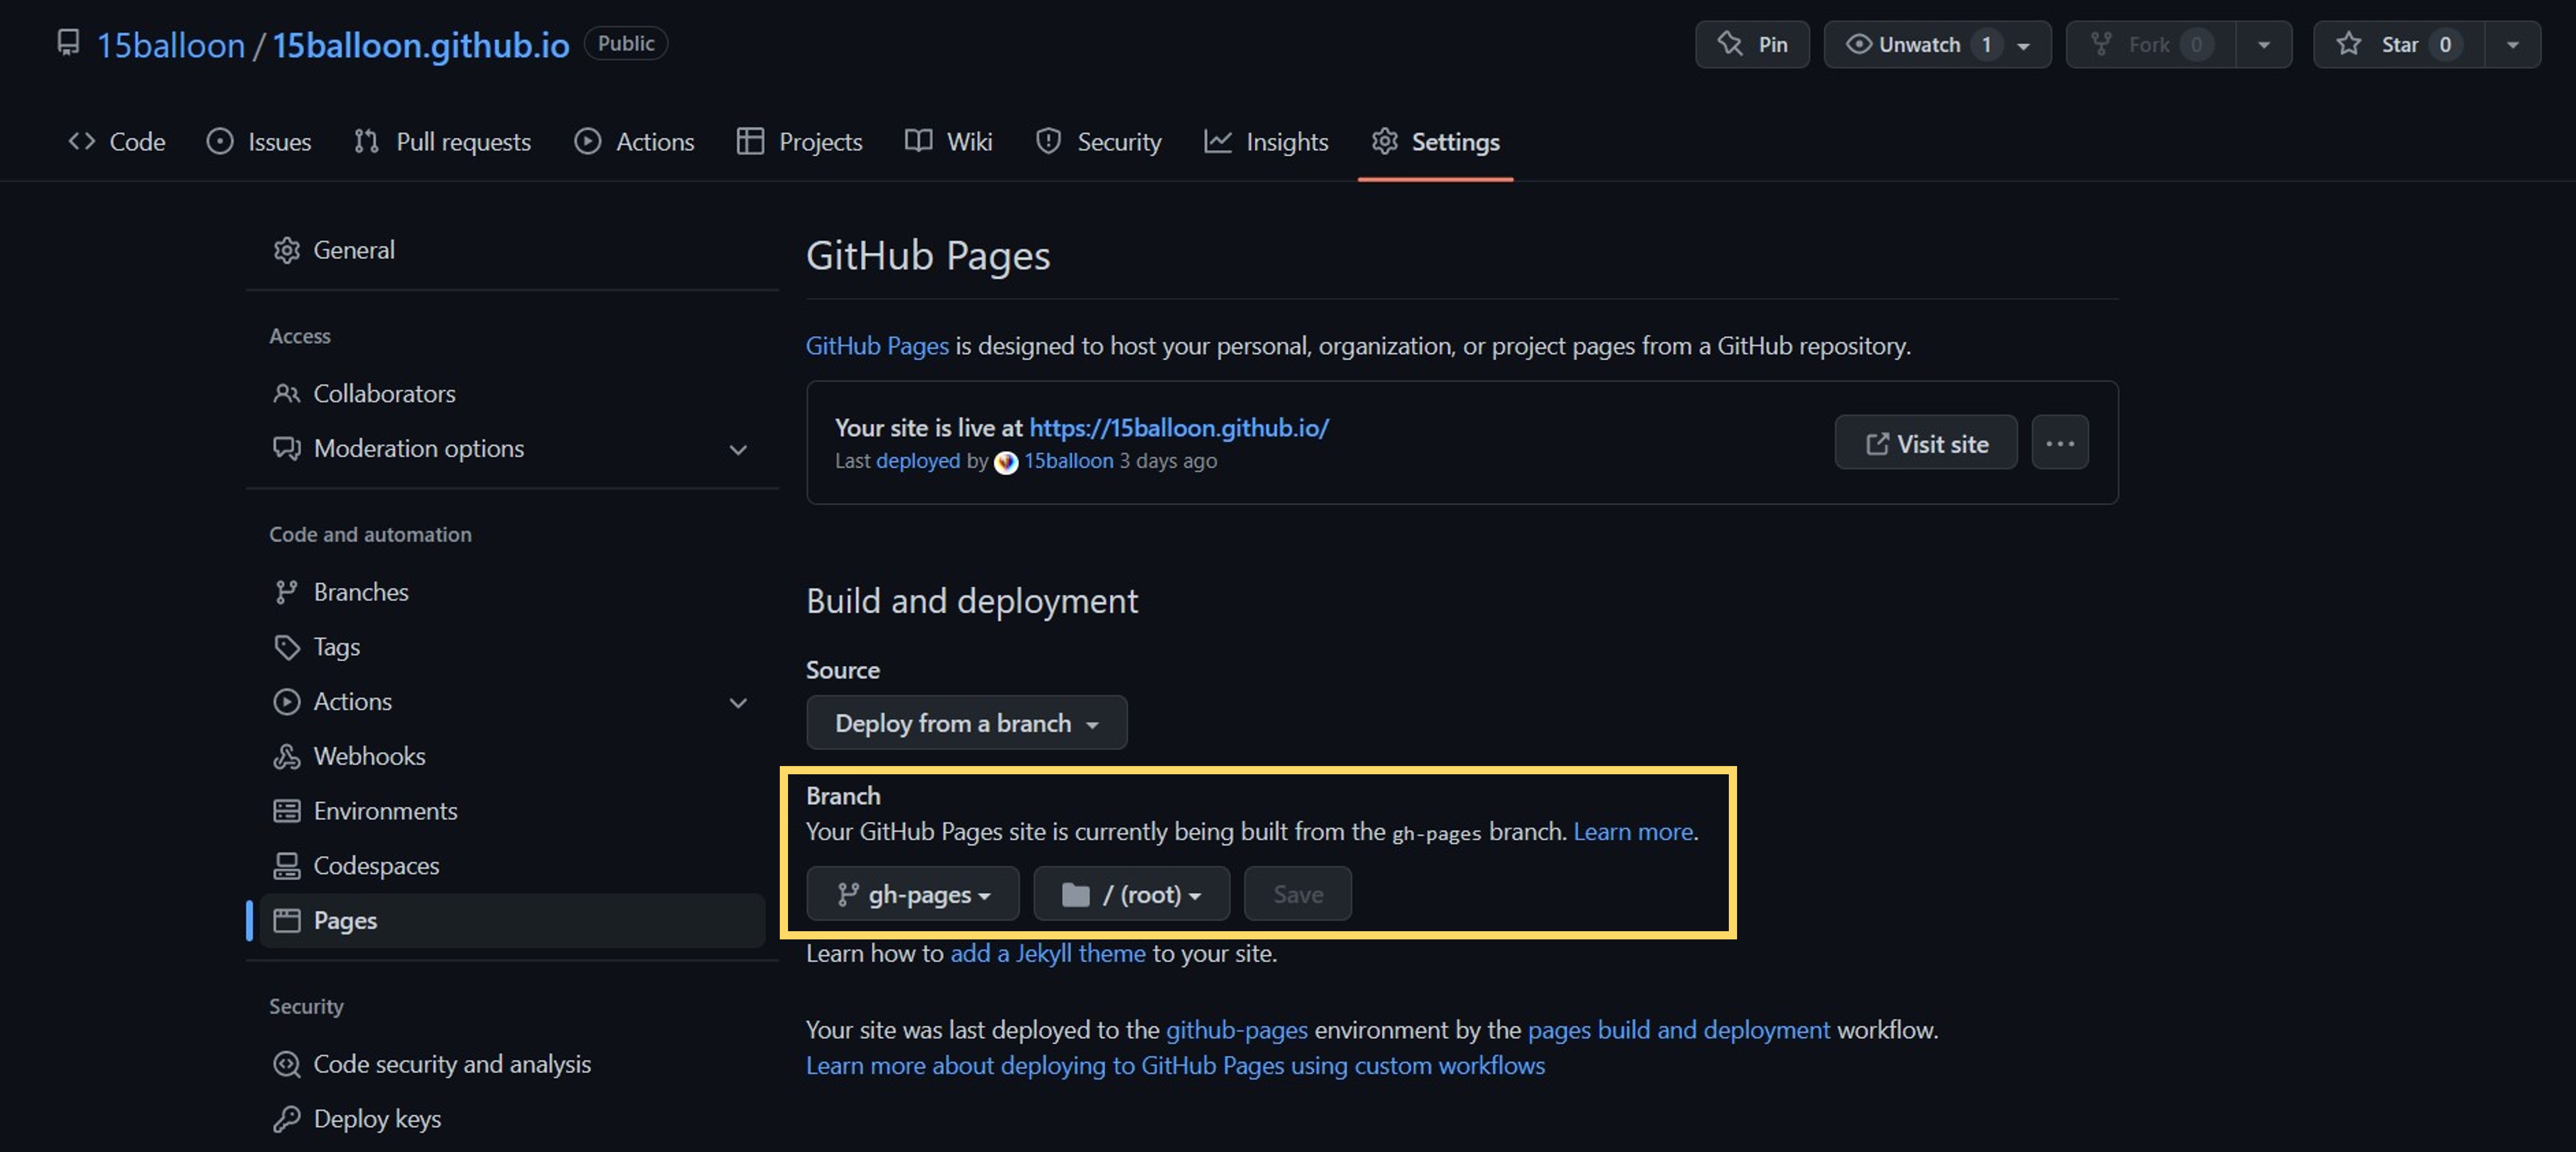 15balloon / 15balloon.github.io Public
Pin Unwatch 1 Fork 0 Star 0
Code Issues Pull requests Actions Projects Wiki Security Insights Settings
General
Access
Collaborators
Moderation options
Code and automation
Branches
Tags
Actions
Webhooks
Environments
Codespaces
Pages
Security
Code security and analysis
Deploy keys
GitHub Pages
GitHub Pages is designed to host your personal, organization, or project pages from a GitHub repository.
Your site is live at https://15balloon.github.io/
Last deployed by 15balloon 3 days ago
Visit site
Build and deployment
Source
Deploy from a branch
Branch
Your GitHub Pages site is currently being built from the gh-pages branch. Learn more.
gh-pages / (root) Save
Learn how to add a Jekyll theme to your site.
Your site was last deployed to the github-pages environment by the pages build and deployment workflow.
Learn more about deploying to GitHub Pages using custom workflows